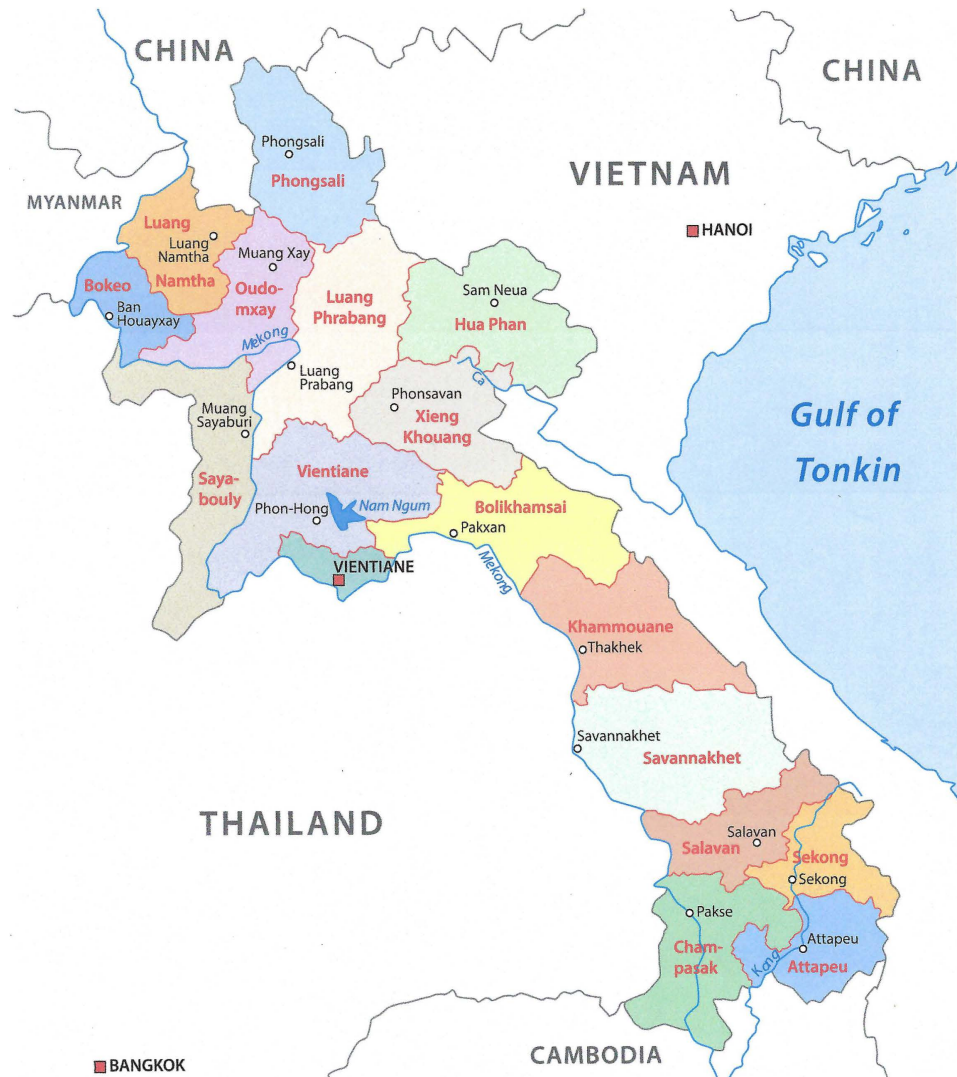 CHINA
CHINA
Phongsali
Phongsali
VIETNAM
MYANMAR
HANOI
Luang
Luang
Namtha
Namtha
Muang Xay
Oudo-
mxay
Bokeo
Ban
Houayxay
Luang
Phrabang
Sam Neua
Hua Phan
Mekong
Luang
Prabang
Ca
Phonsavan
Xieng
Khouang
Muang
Sayaburi
Gulf of
Tonkin
Saya-
bouly
Vientiane
Phon-Hong
Nam Ngum
Bolikhamsai
Pakxan
VIENTIANE
Mekong
Khammouane
Thakhek
Savannakhet
Savannakhet
THAILAND
Salavan
Salavan
Sekong
Sekong
Pakse
Cham-
pasak
Attapeu
Kong
Attapeu
CAMBODIA
BANGKOK